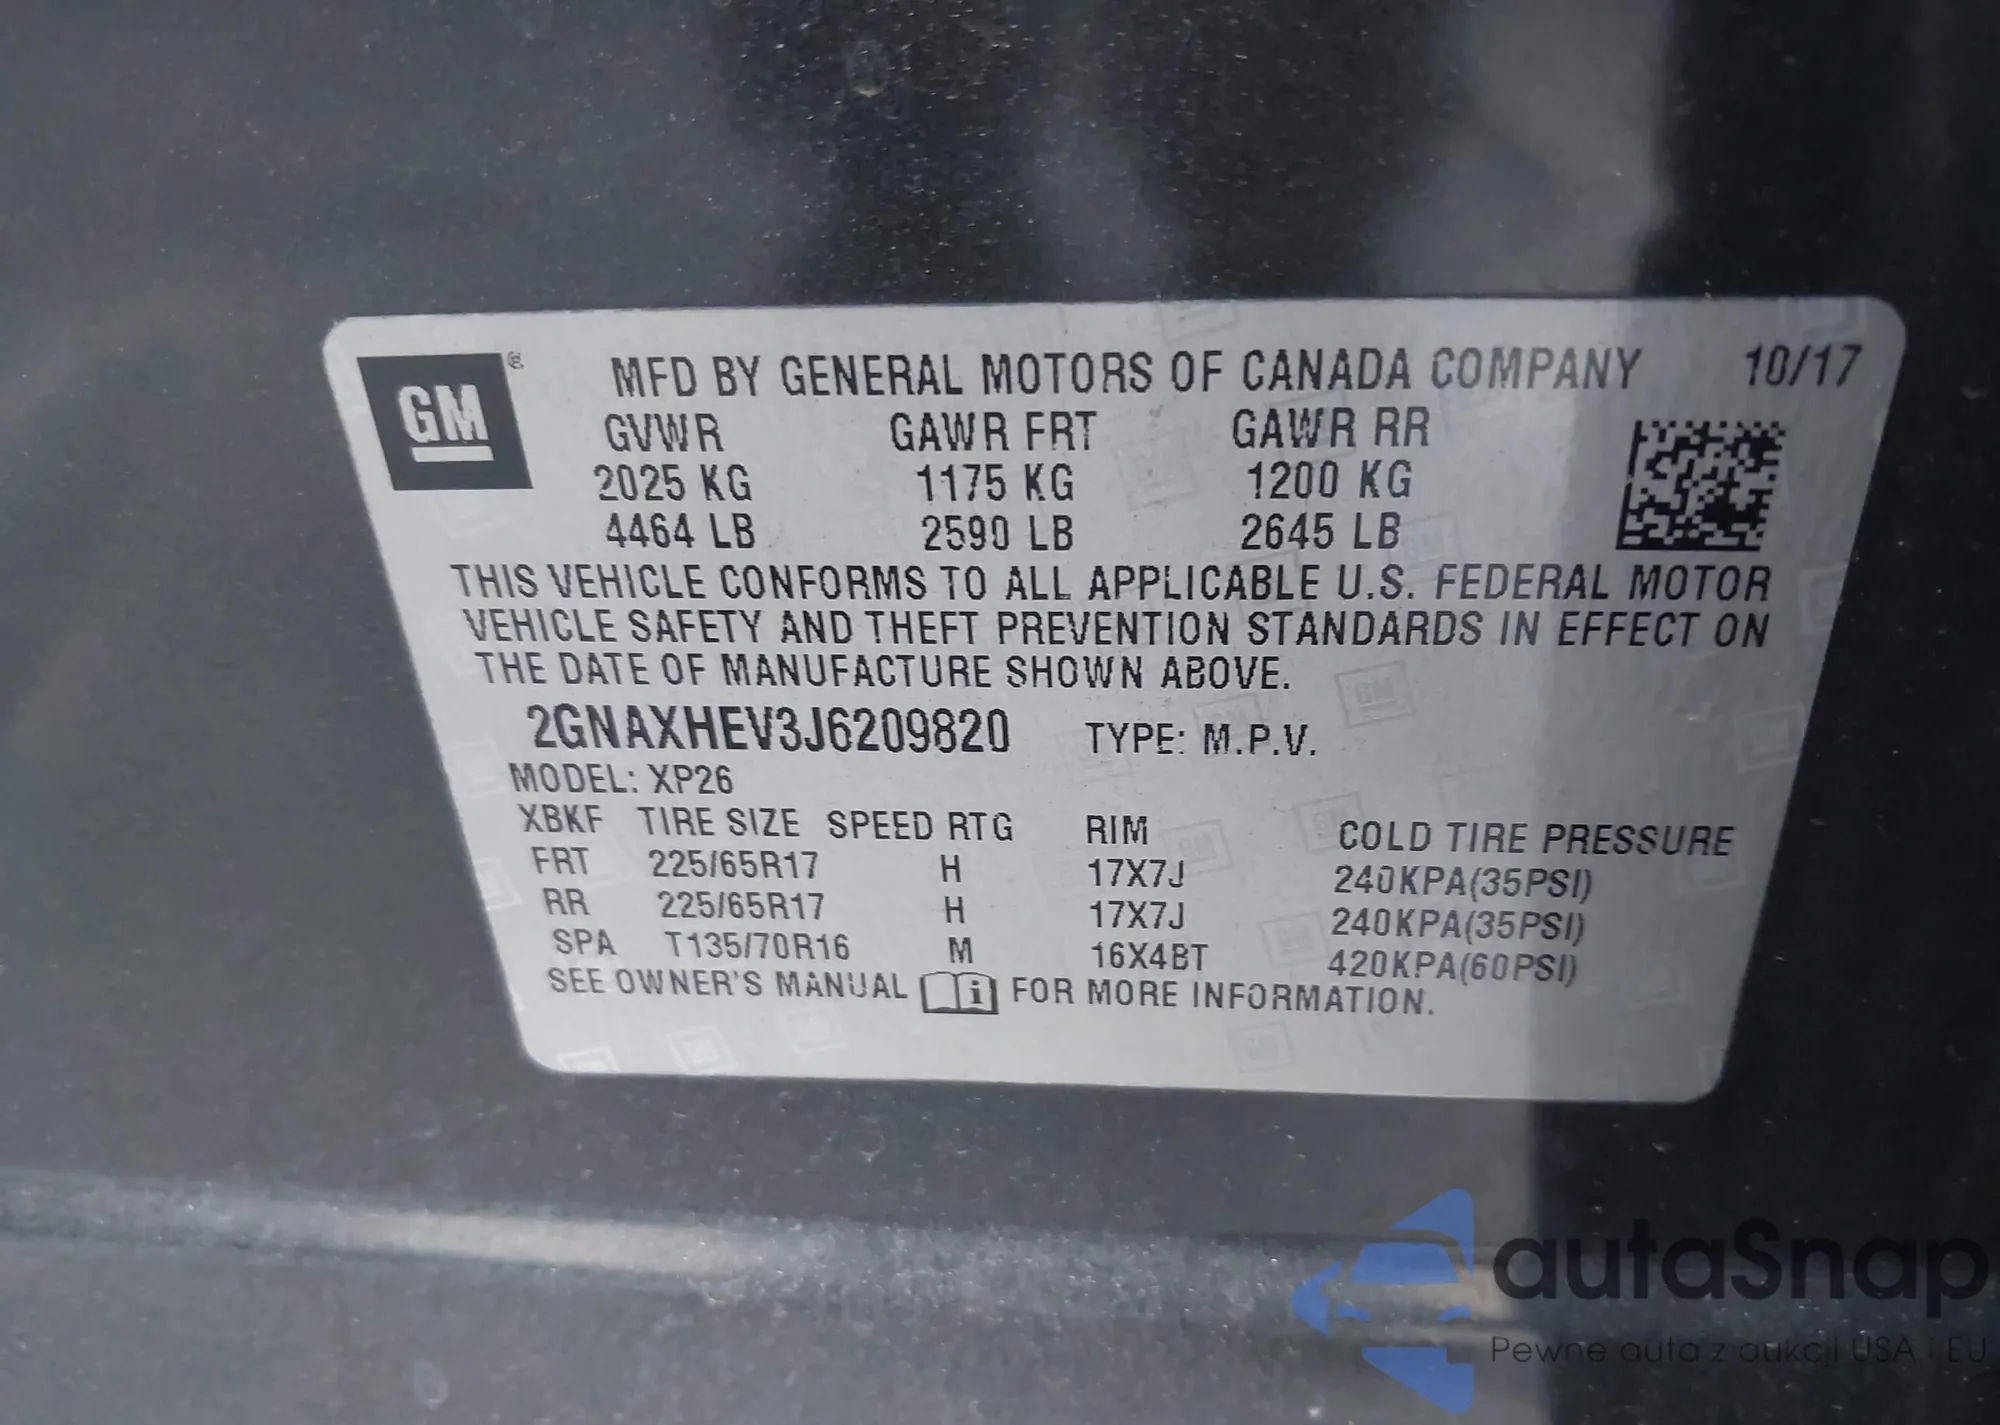 GM®
MFD BY GENERAL MOTORS OF CANADA COMPANY 10/17
GVWR GAWR FRT GAWR RR
2025 KG 1175 KG 1200 KG
4464 LB 2590 LB 2645 LB
THIS VEHICLE CONFORMS TO ALL APPLICABLE U.S. FEDERAL MOTOR
VEHICLE SAFETY AND THEFT PREVENTION STANDARDS IN EFFECT ON
THE DATE OF MANUFACTURE SHOWN ABOVE.
2GNAXHEV3J6209820 TYPE: M.P.V.
MODEL: XP26
XBKF TIRE SIZE SPEED RTG RIM COLD TIRE PRESSURE
FRT 225/65R17 H 17X7J 240KPA(35PSI)
RR 225/65R17 H 17X7J 240KPA(35PSI)
SPA T135/70R16 M 16X4BT 420KPA(60PSI)
SEE OWNER'S MANUAL i FOR MORE INFORMATION.
autaSnap
Pewne auta z aukcji USA i EU